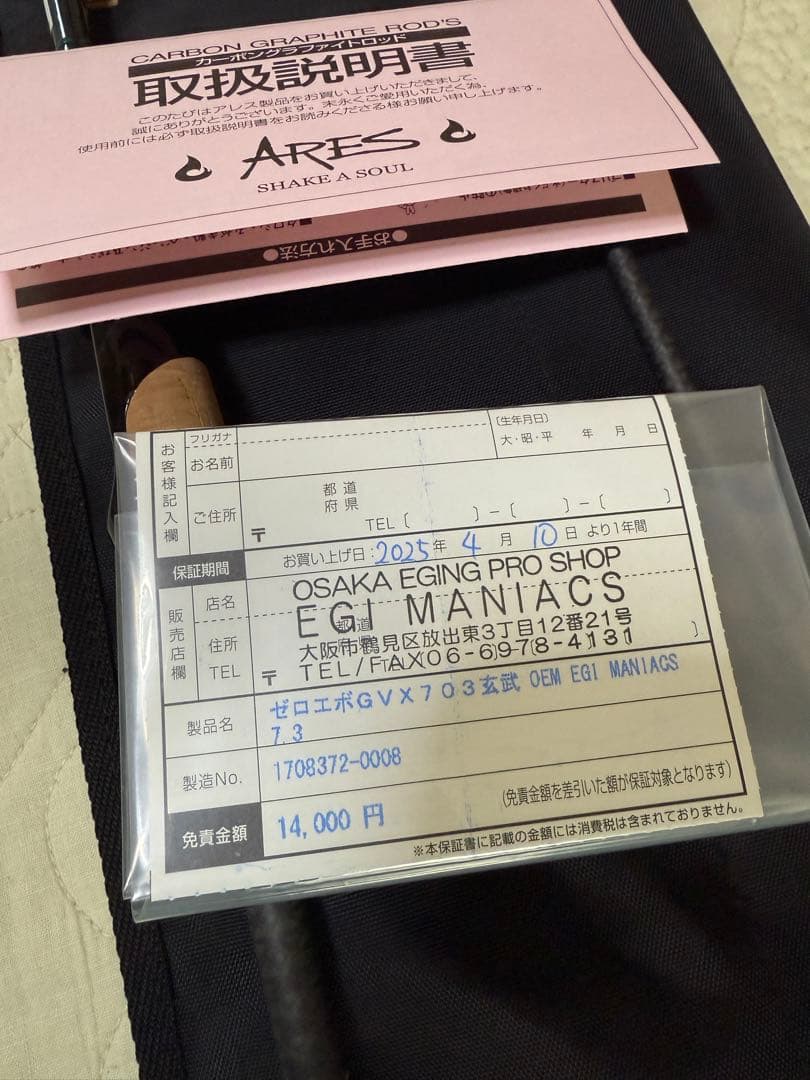 CARBON GRAPHITE ROD'S
カーボングラファイトロッド
取扱説明書
このたびはアレス製品をお買い上げいただきまして、
誠にありがとうございます。末永くご愛用いただく為、
使用前には必ず取扱説明書をお読みくださる様お願い申し上げます。
ARES
SHAKE A SOUL
●お手入れ方法●
お客様記入欄
フリガナ
お名前
(生年月日)
大・昭・平 年 月 日
ご住所
都道
府県
〒 TEL( )-( )-( )
保証期間
お買い上げ日:2025年 4月 10日 より1年間
販売店欄
店名
住所
TEL
OSAKA EGING PRO SHOP
EGI MANIACS
大阪市鶴見区放出東3丁目12番21号
〒 TEL/FAX06-6978-4131
製品名
ゼロエボGVX703玄武 OEM EGI MANIACS
7.3
製造No.
1708372-0008
免責金額
14,000 円
(免責金額を差引いた額が保証対象となります)
※本保証書に記載の金額には消費税は含まれておりません。